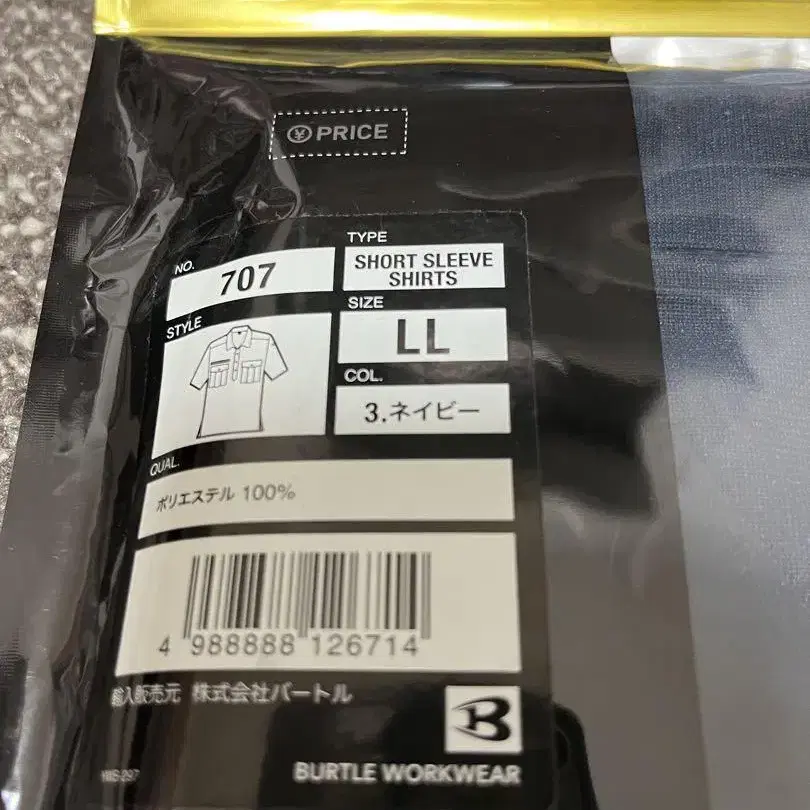 ¥ PRICE
NO.
707
TYPE
SHORT SLEEVE
SHIRTS
STYLE
SIZE
LL
COL.
3.ネイビー
QUAL.
ポリエステル 100%
4 988888 126714
輸入販売元 株式会社バートル
B
BURTLE WORKWEAR